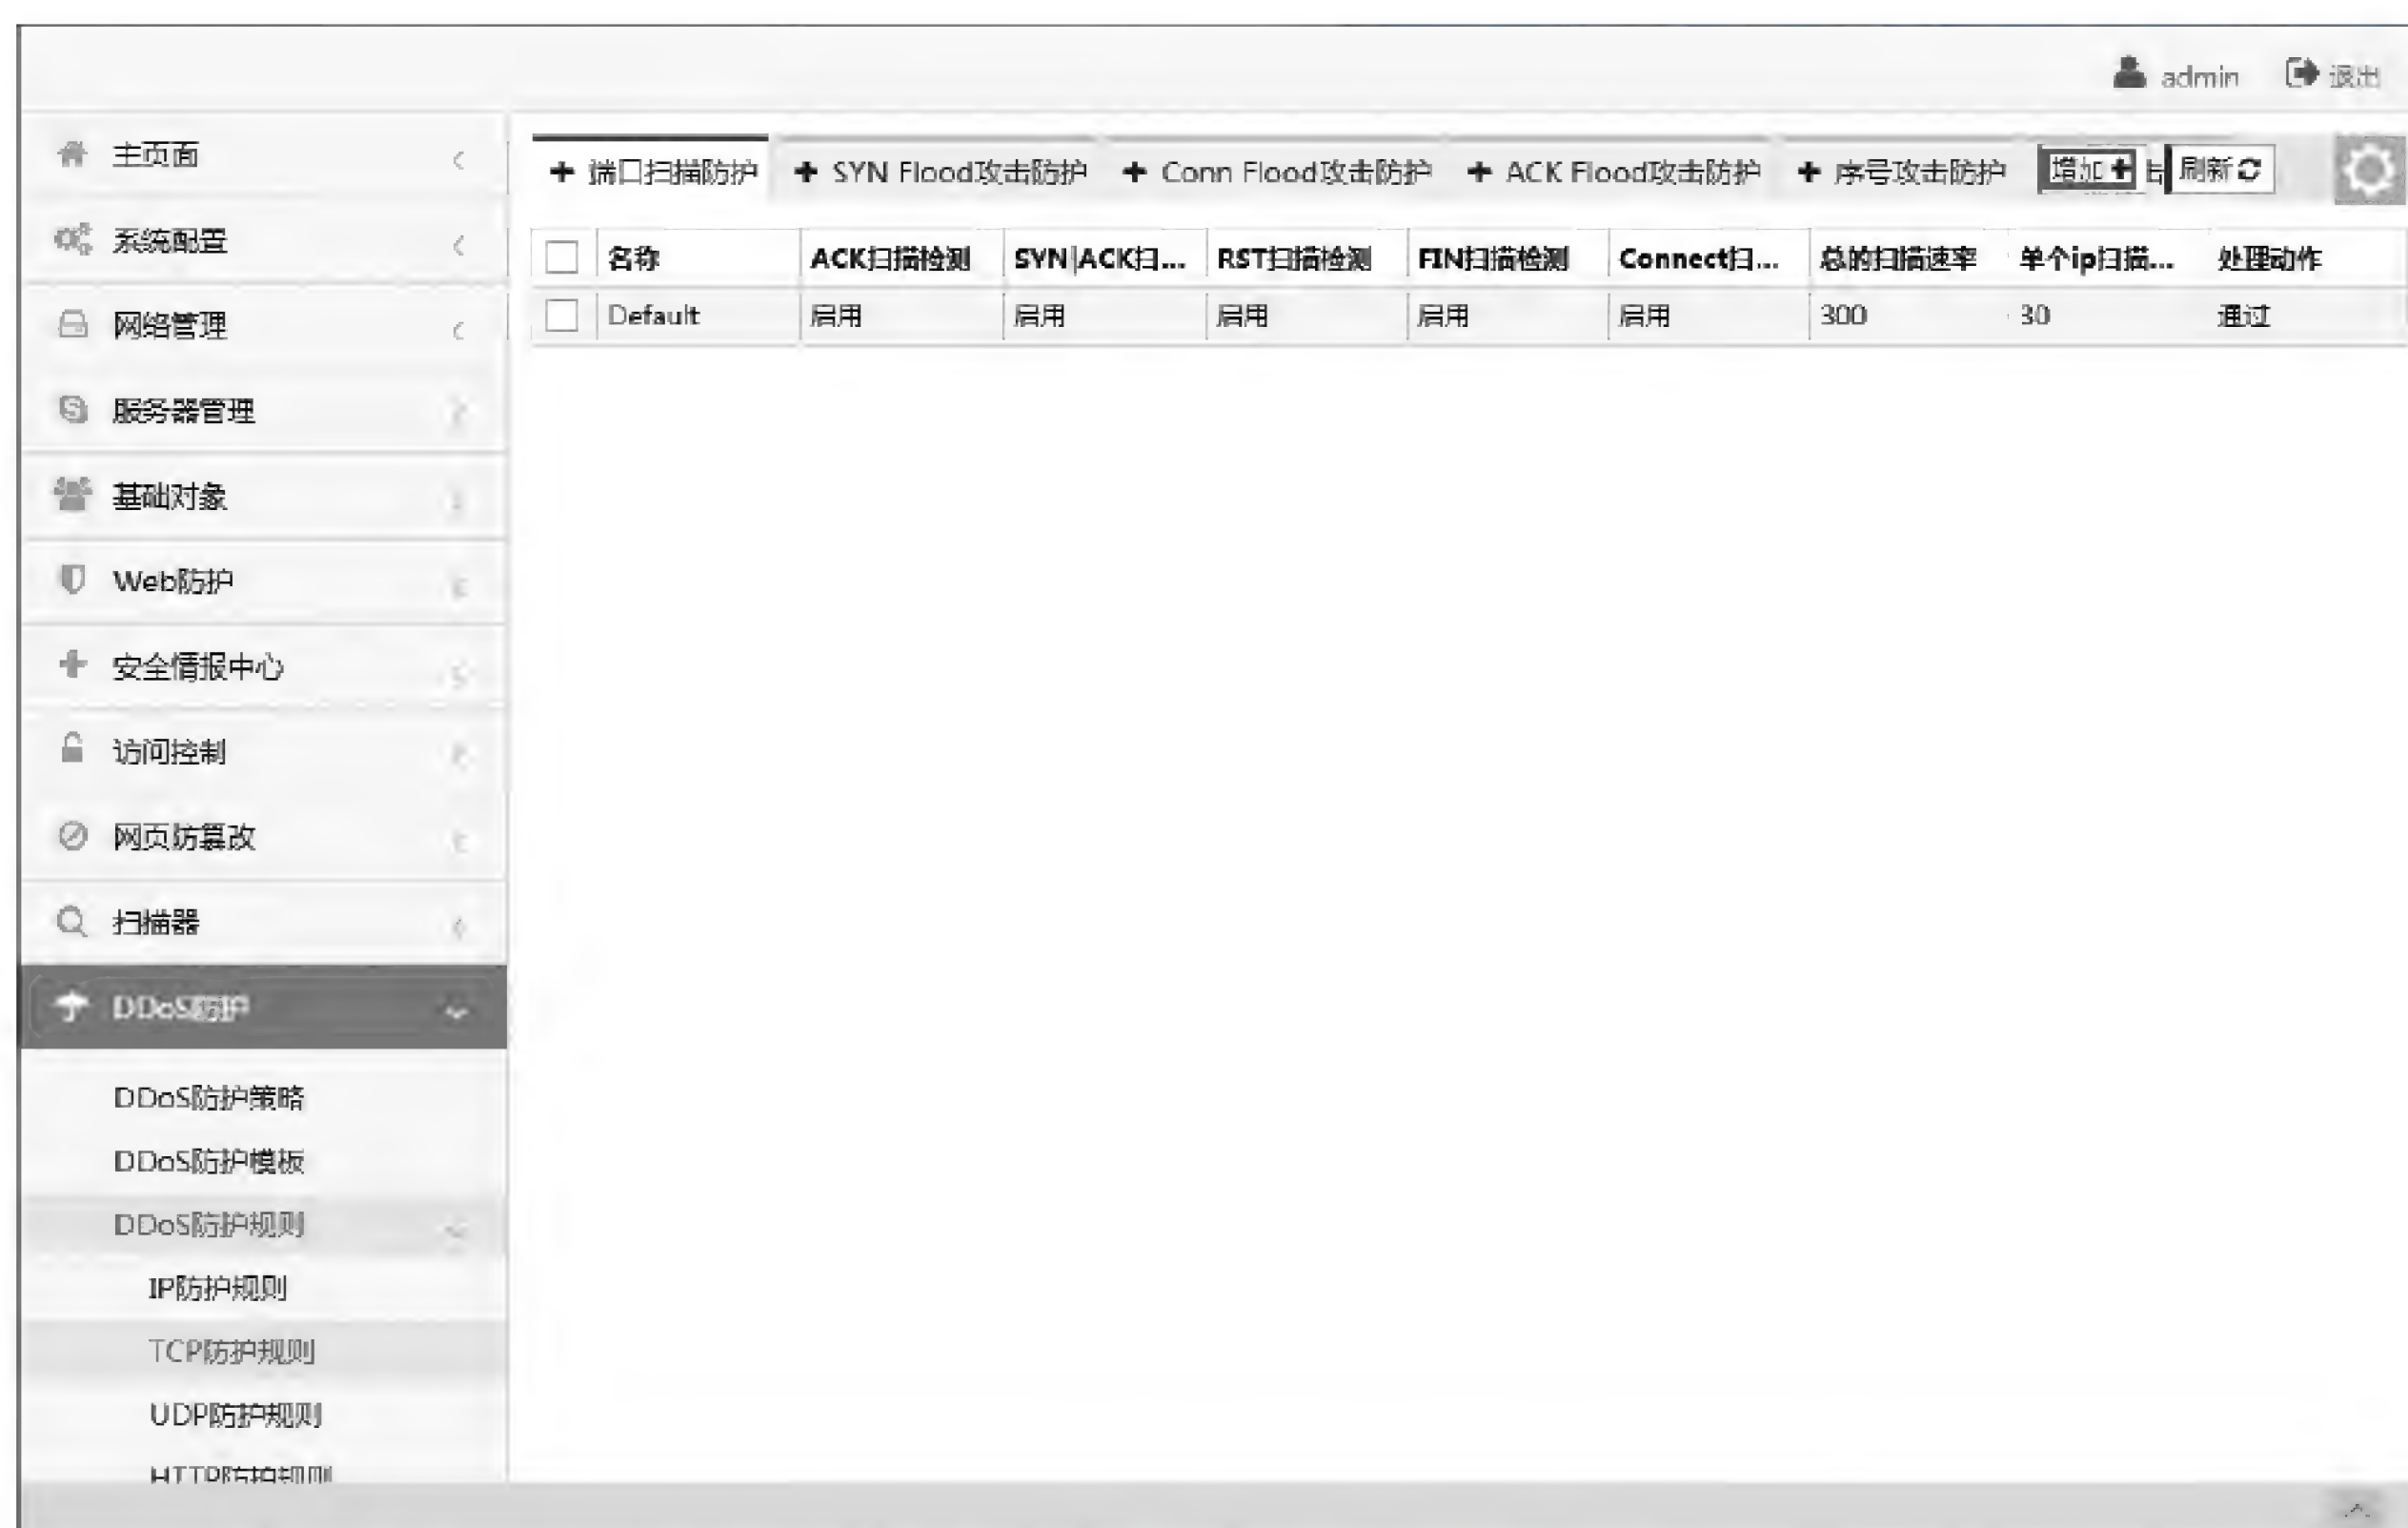 admin 退出
主页面
系统配置
网络管理
服务器管理
基础对象
Web防护
安全情报中心
访问控制
网页防篡改
扫描器
DDoS防护
DDoS防护策略
DDoS防护模板
DDoS防护规则
IP防护规则
TCP防护规则
UDP防护规则
HTTP防护规则
+ 端口扫描防护 + SYN Flood攻击防护 + Conn Flood攻击防护 + ACK Flood攻击防护 + 序号攻击防护 增加+ 击 刷新
名称 ACK扫描检测 SYN|ACK扫... RST扫描检测 FIN扫描检测 Connect扫... 总的扫描速率 单个ip扫描... 处理动作
Default 启用 启用 启用 启用 启用 300 30 通过